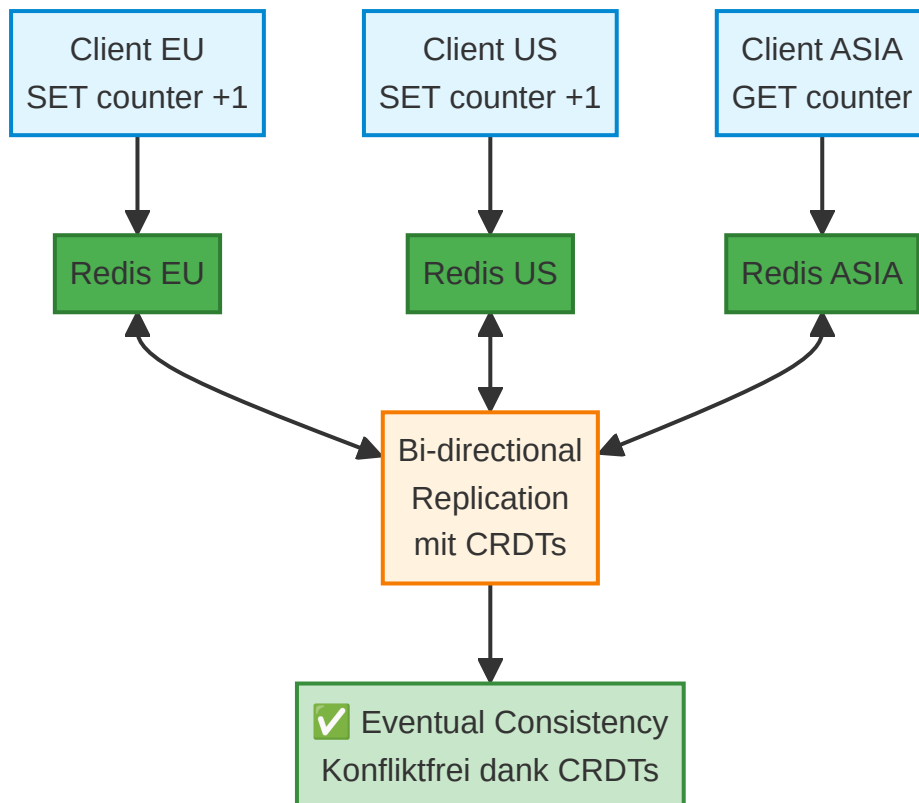 Client EU
SET counter +1
Client US
SET counter +1
Client ASIA
GET counter
Redis EU
Redis US
Redis ASIA
Bi-directional
Replication
mit CRDTs
✅ Eventual Consistency
Konfliktfrei dank CRDTs